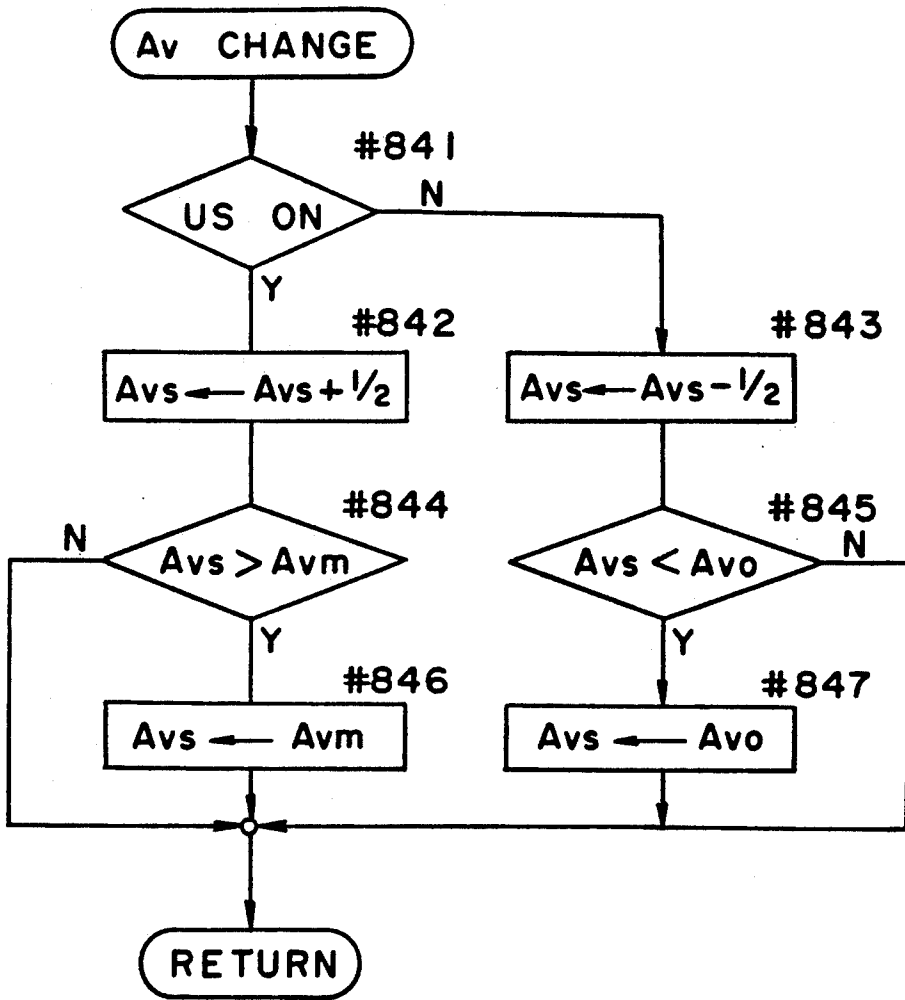 Av CHANGE
#841
US ON
N
Y
#842
#843
Avs ← Avs + 1/2
Avs ← Avs - 1/2
#844
#845
N
Avs > Avm
Avs < Avo
N
Y
Y
#846
#847
Avs ← Avm
Avs ← Avo
RETURN